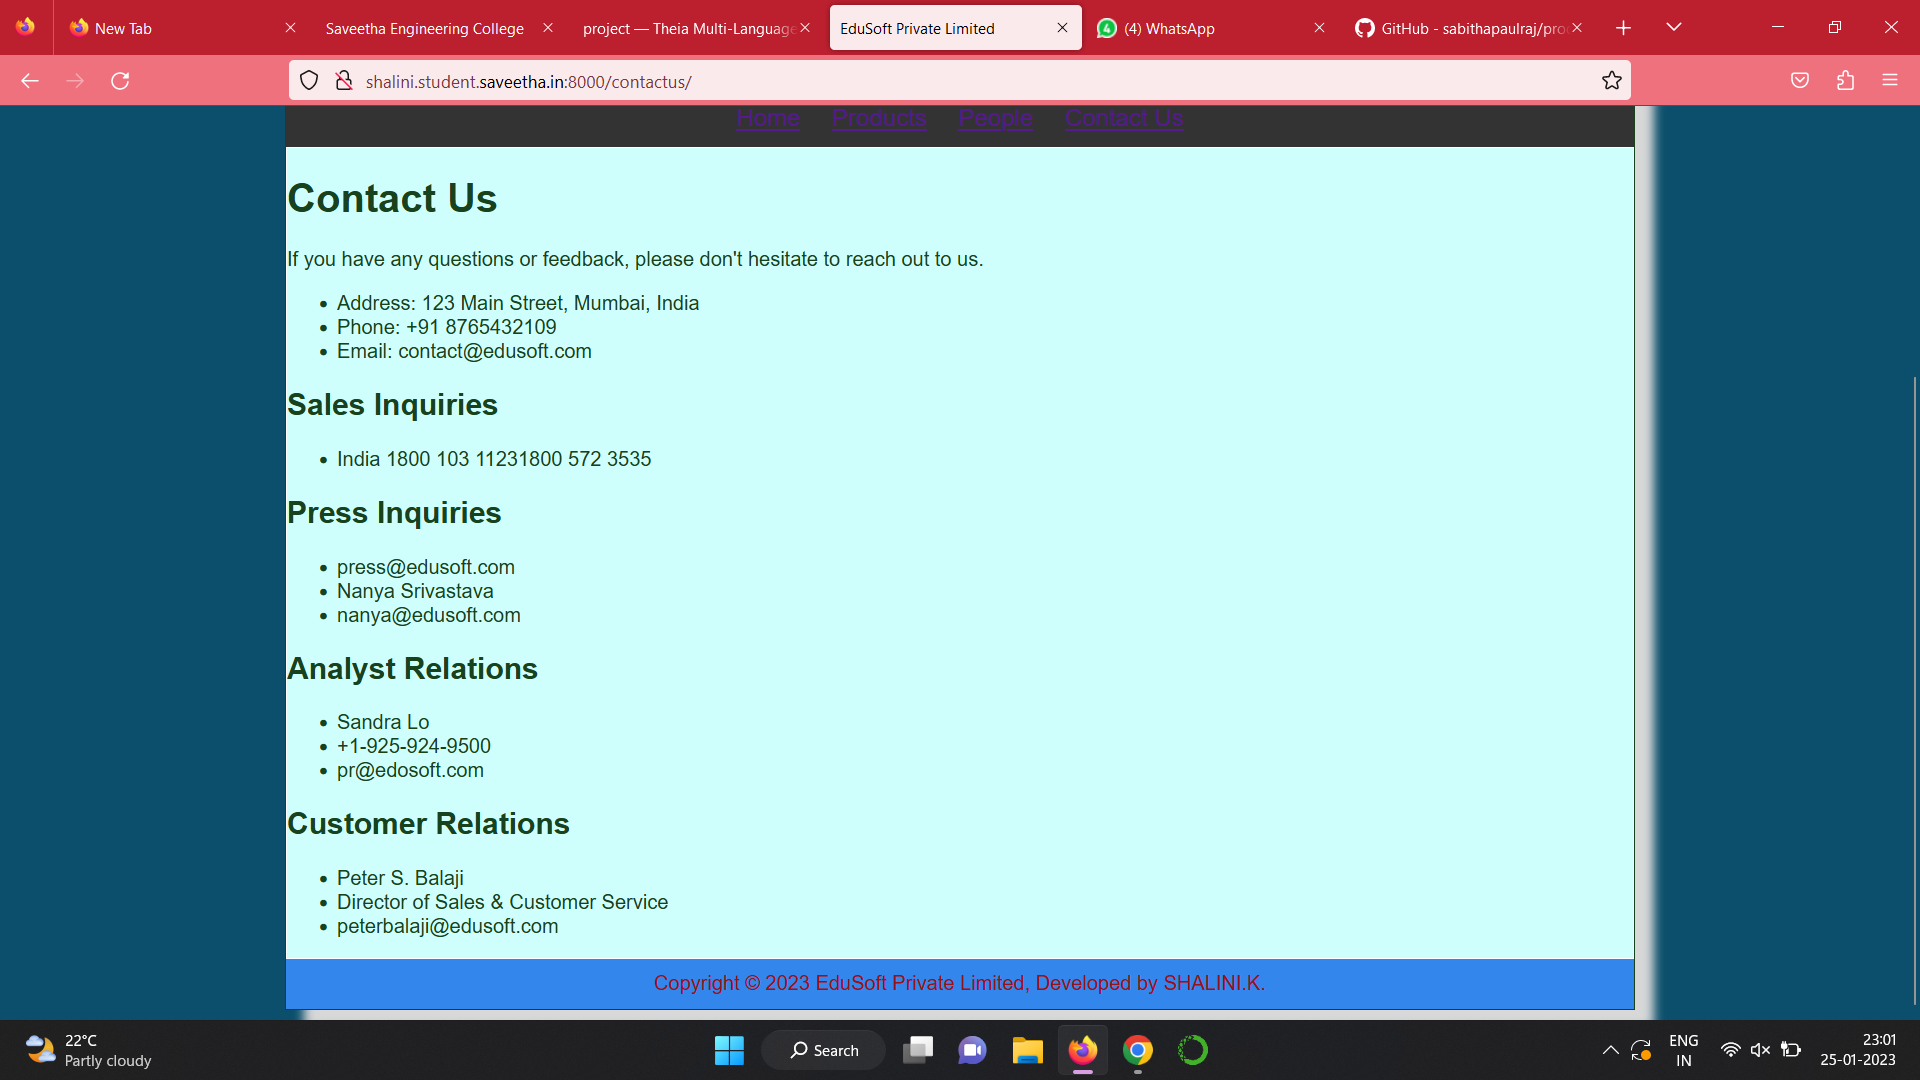 New Tab
Saveetha Engineering College
project — Theia Multi-Language
EduSoft Private Limited
(4) WhatsApp
GitHub - sabithapaulraj/pro
shalini.student.saveetha.in:8000/contactus/
Home Products People Contact Us
Contact Us
If you have any questions or feedback, please don't hesitate to reach out to us.
• Address: 123 Main Street, Mumbai, India
• Phone: +91 8765432109
• Email: contact@edusoft.com
Sales Inquiries
• India 1800 103 11231800 572 3535
Press Inquiries
• press@edusoft.com
• Nanya Srivastava
• nanya@edusoft.com
Analyst Relations
• Sandra Lo
• +1-925-924-9500
• pr@edosoft.com
Customer Relations
• Peter S. Balaji
• Director of Sales & Customer Service
• peterbalaji@edusoft.com
Copyright © 2023 EduSoft Private Limited, Developed by SHALINI.K.
22°C
Partly cloudy
Search
ENG
IN
23:01
25-01-2023